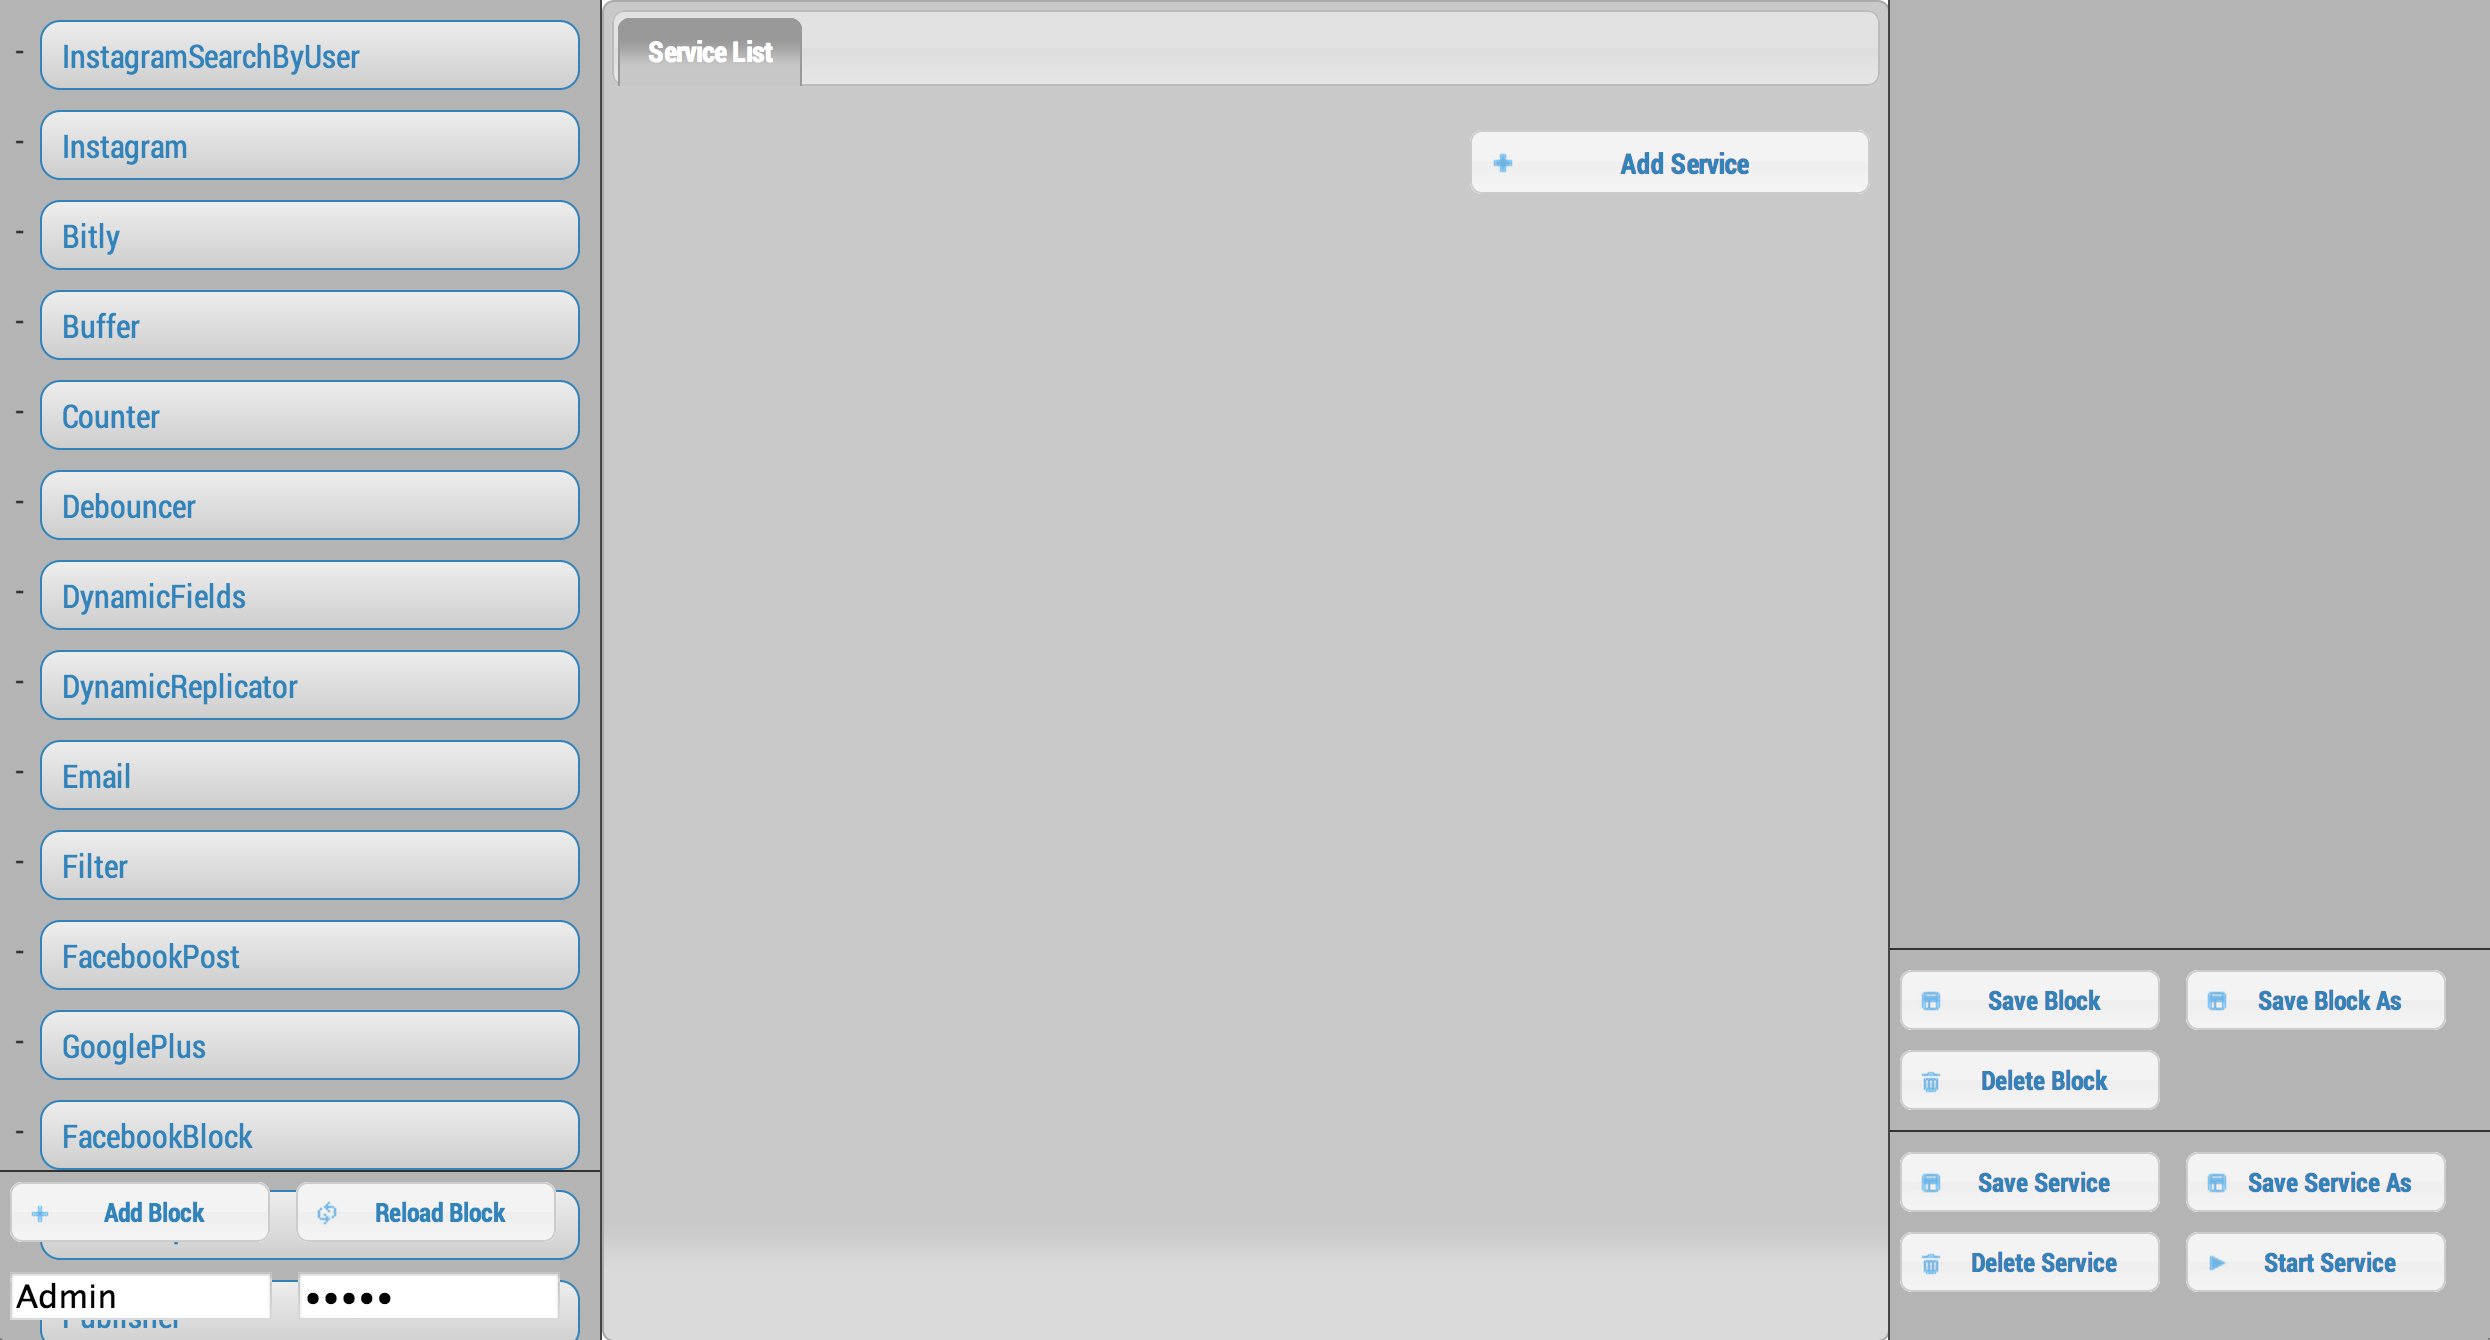 - InstagramSearchByUser
- Instagram
- Bitly
- Buffer
- Counter
- Debouncer
- DynamicFields
- DynamicReplicator
- Email
- Filter
- FacebookPost
- GooglePlus
- FacebookBlock
Add Block
Reload Block
Admin
•••••
Publisher
Service List
Add Service
Save Block
Save Block As
Delete Block
Save Service
Save Service As
Delete Service
Start Service